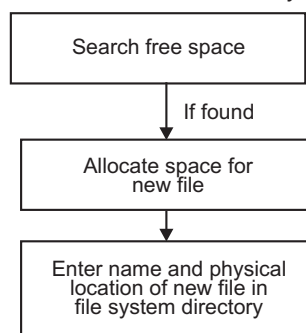 Search free space
If found
Allocate space for
new file
Enter name and physical
location of new file in
file system directory